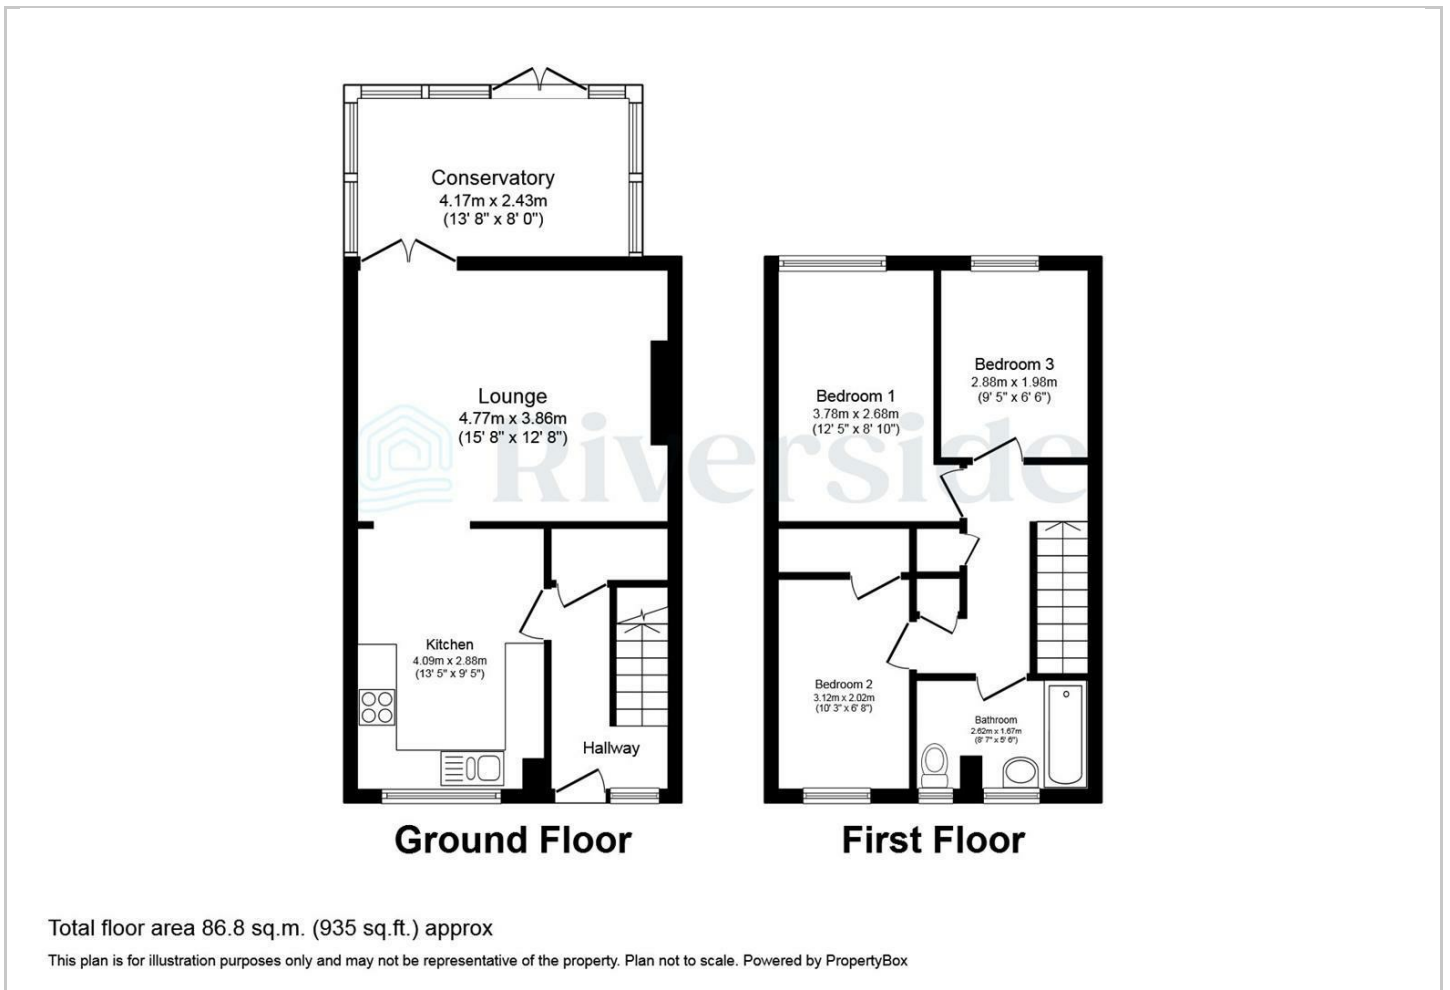 Conservatory
4.17m x 2.43m
(13' 8" x 8' 0")
Lounge
4.77m x 3.86m
(15' 8" x 12' 8")
Riverside
Bedroom 1
3.78m x 2.68m
(12' 5" x 8' 10")
Bedroom 3
2.88m x 1.98m
(9' 5" x 6' 6")
Kitchen
4.09m x 2.88m
(13' 5" x 9' 5")
Hallway
Bedroom 2
3.12m x 2.02m
(10' 3" x 6' 8")
Bathroom
2.62m x 1.67m
(8' 7" x 5' 6")
Ground Floor
First Floor
Total floor area 86.8 sq.m. (935 sq.ft.) approx
This plan is for illustration purposes only and may not be representative of the property. Plan not to scale. Powered by PropertyBox